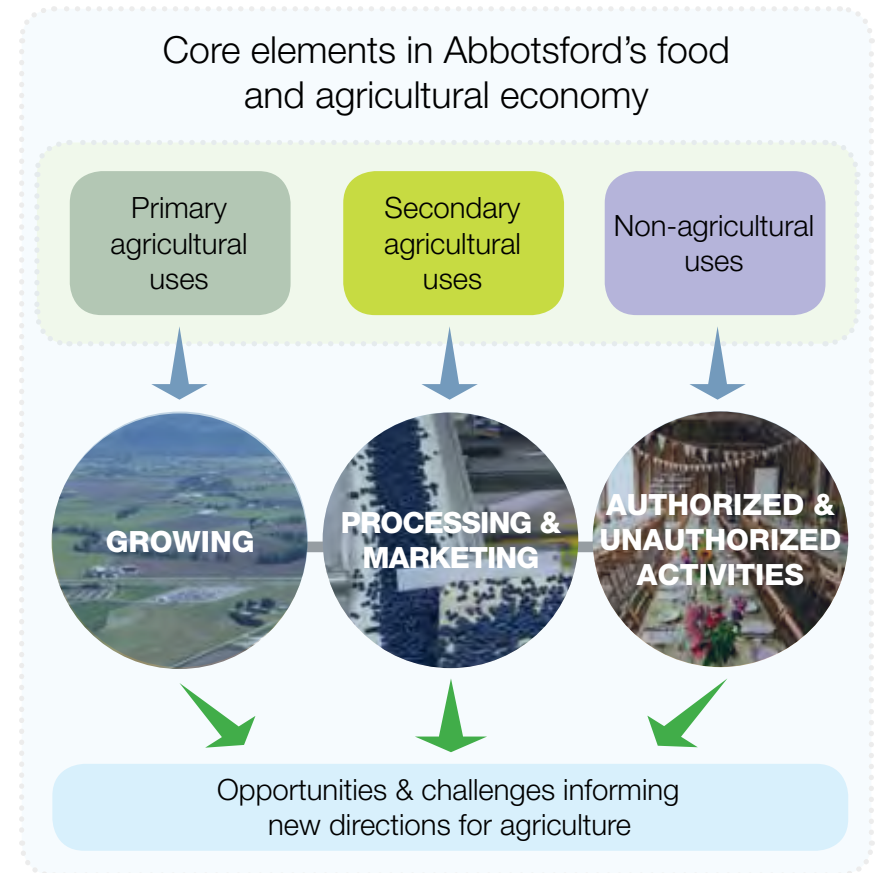 Core elements in Abbotsford’s food
and agricultural economy
Primary
agricultural
uses
Secondary
agricultural
uses
Non-agricultural
uses
GROWING
PROCESSING &
MARKETING
AUTHORIZED &
UNAUTHORIZED
ACTIVITIES
Opportunities & challenges informing
new directions for agriculture